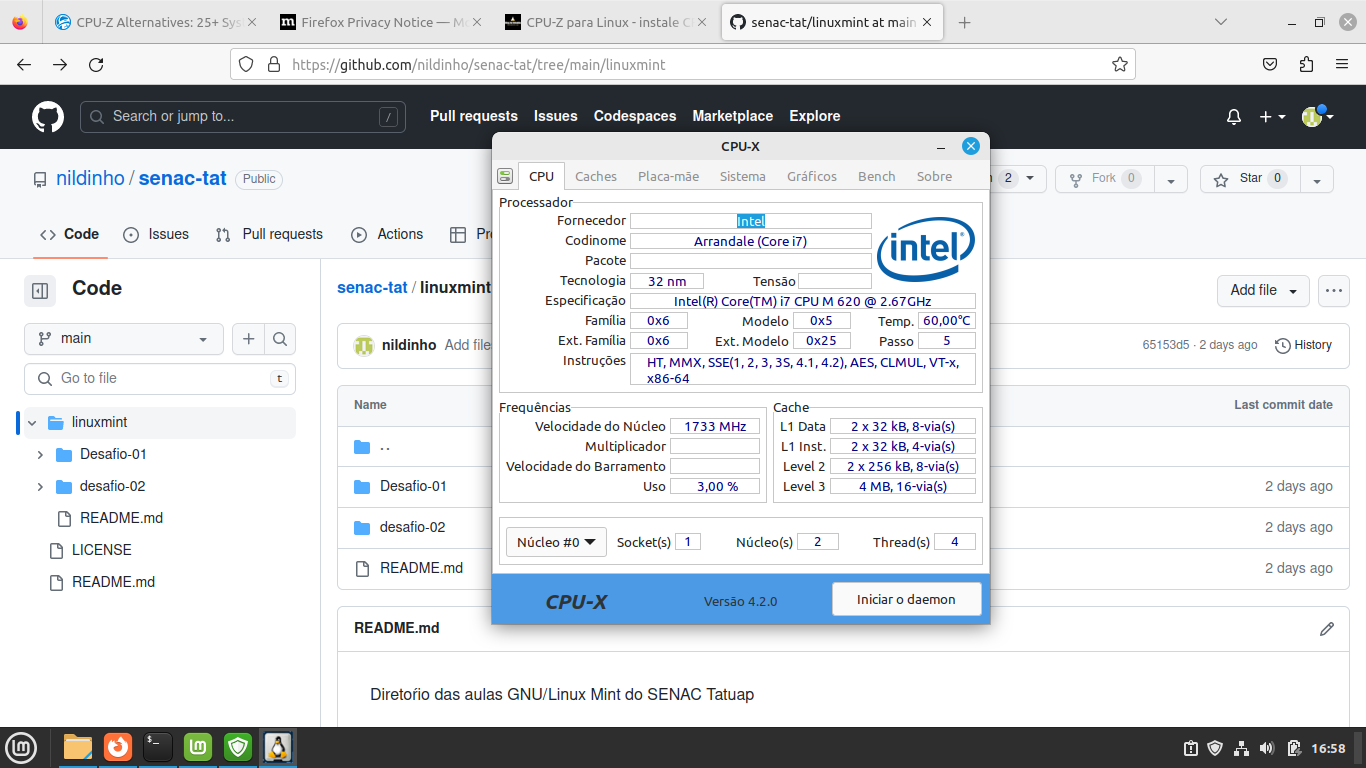 CPU-Z Alternatives: 25+ Sys
Firefox Privacy Notice — Mo
CPU-Z para Linux - instale C
senac-tat/linuxmint at main
https://github.com/nildinho/senac-tat/tree/main/linuxmint
Search or jump to...
/
Pull requests
Issues
Codespaces
Marketplace
Explore
nildinho / senac-tat
Public
2
Fork 0
Star 0
Code
Issues
Pull requests
Actions
Pr
Code
main
Go to file
t
linuxmint
Desafio-01
desafio-02
README.md
LICENSE
README.md
senac-tat / linuxmint
Add file
nildinho Add file
65153d5 · 2 days ago
History
Name
Last commit date
..
Desafio-01
2 days ago
desafio-02
2 days ago
README.md
2 days ago
README.md
Diretoŕio das aulas GNU/Linux Mint do SENAC Tatuap
CPU-X
CPU
Caches
Placa-mãe
Sistema
Gráficos
Bench
Sobre
Processador
Fornecedor Intel
Codinome Arrandale (Core i7)
Pacote
intel
Tecnologia 32 nm Tensão
Especificação Intel(R) Core(TM) i7 CPU M 620 @ 2.67GHz
Família 0x6 Modelo 0x5 Temp. 60,00°C
Ext. Família 0x6 Ext. Modelo 0x25 Passo 5
Instruções HT, MMX, SSE(1, 2, 3, 3S, 4.1, 4.2), AES, CLMUL, VT-x,
x86-64
Frequências
Velocidade do Núcleo 1733 MHz
Multiplicador
Velocidade do Barramento
Uso 3,00 %
Cache
L1 Data 2 x 32 kB, 8-via(s)
L1 Inst. 2 x 32 kB, 4-via(s)
Level 2 2 x 256 kB, 8-via(s)
Level 3 4 MB, 16-via(s)
Núcleo #0 Socket(s) 1 Núcleo(s) 2 Thread(s) 4
CPU-X Versão 4.2.0 Iniciar o daemon
16:58